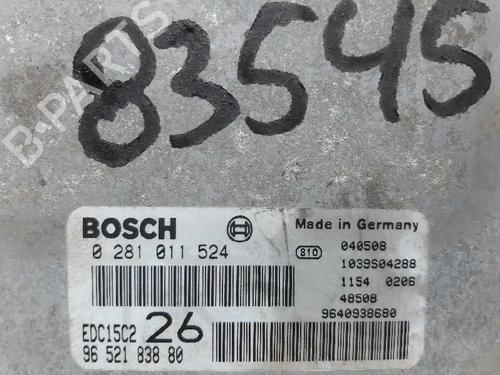 83545
B-PARTS
BOSCH
Made in Germany
0 281 011 524
810
040508
1039S04288
1154 0206
48508
9640938680
EDC15C2 26
96 521 838 80